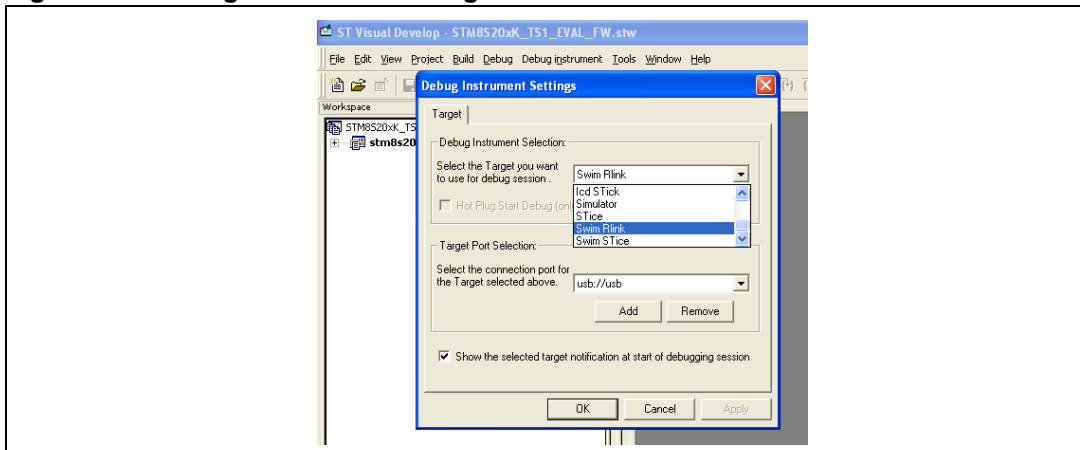 ST Visual Develop - STM8S20xK_TS1_EVAL_FW.stw
File Edit View Project Build Debug Debug instrument Tools Window Help
Debug Instrument Settings
Workspace
Target
STM8S20xK_TS
stm8s20
Debug Instrument Selection:
Select the Target you want
to use for debug session .
Swim Rlink
Hot Plug Start Debug (onl
Icd STick
Simulator
STice
Swim Rlink
Swim STice
Target Port Selection:
Select the connection port for
the Target selected above.
usb://usb
Add Remove
Show the selected target notification at start of debugging session
OK Cancel Apply